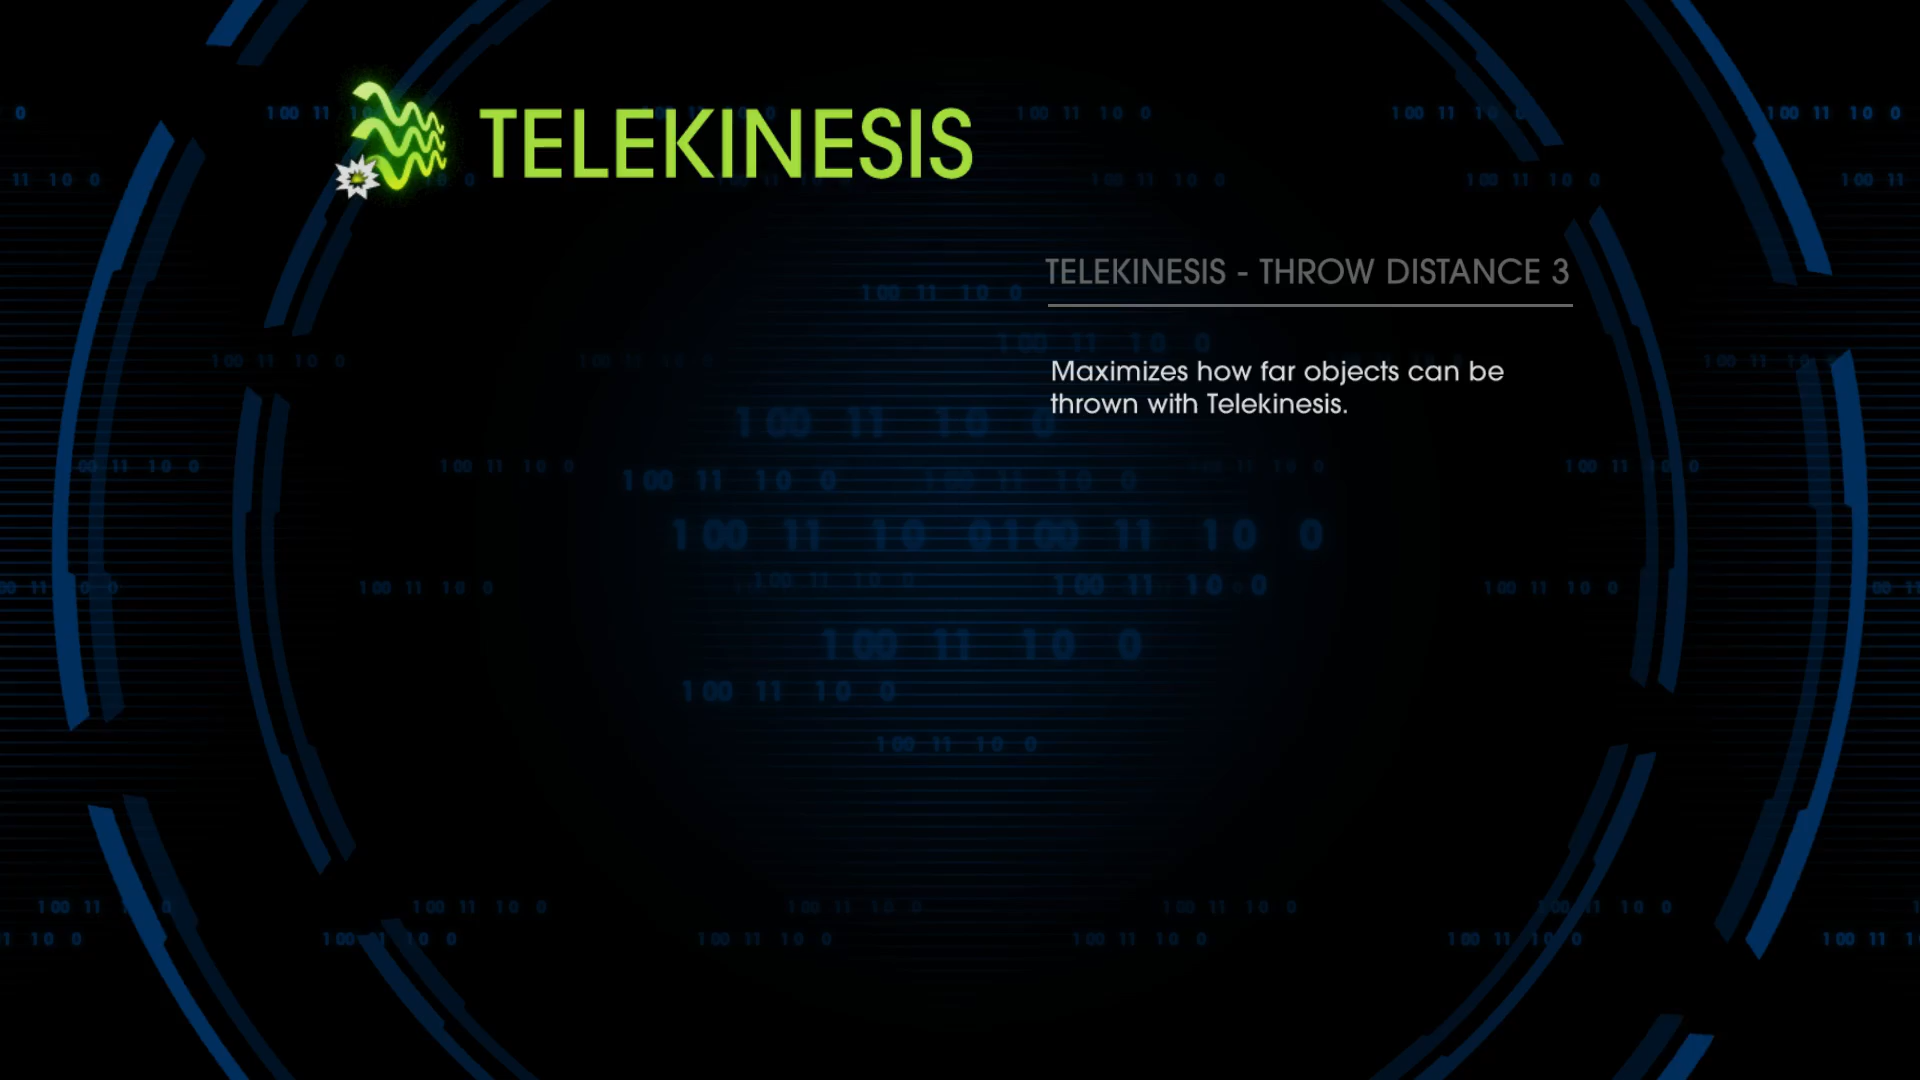 TELEKINESIS
TELEKINESIS - THROW DISTANCE 3
Maximizes how far objects can be
thrown with Telekinesis.